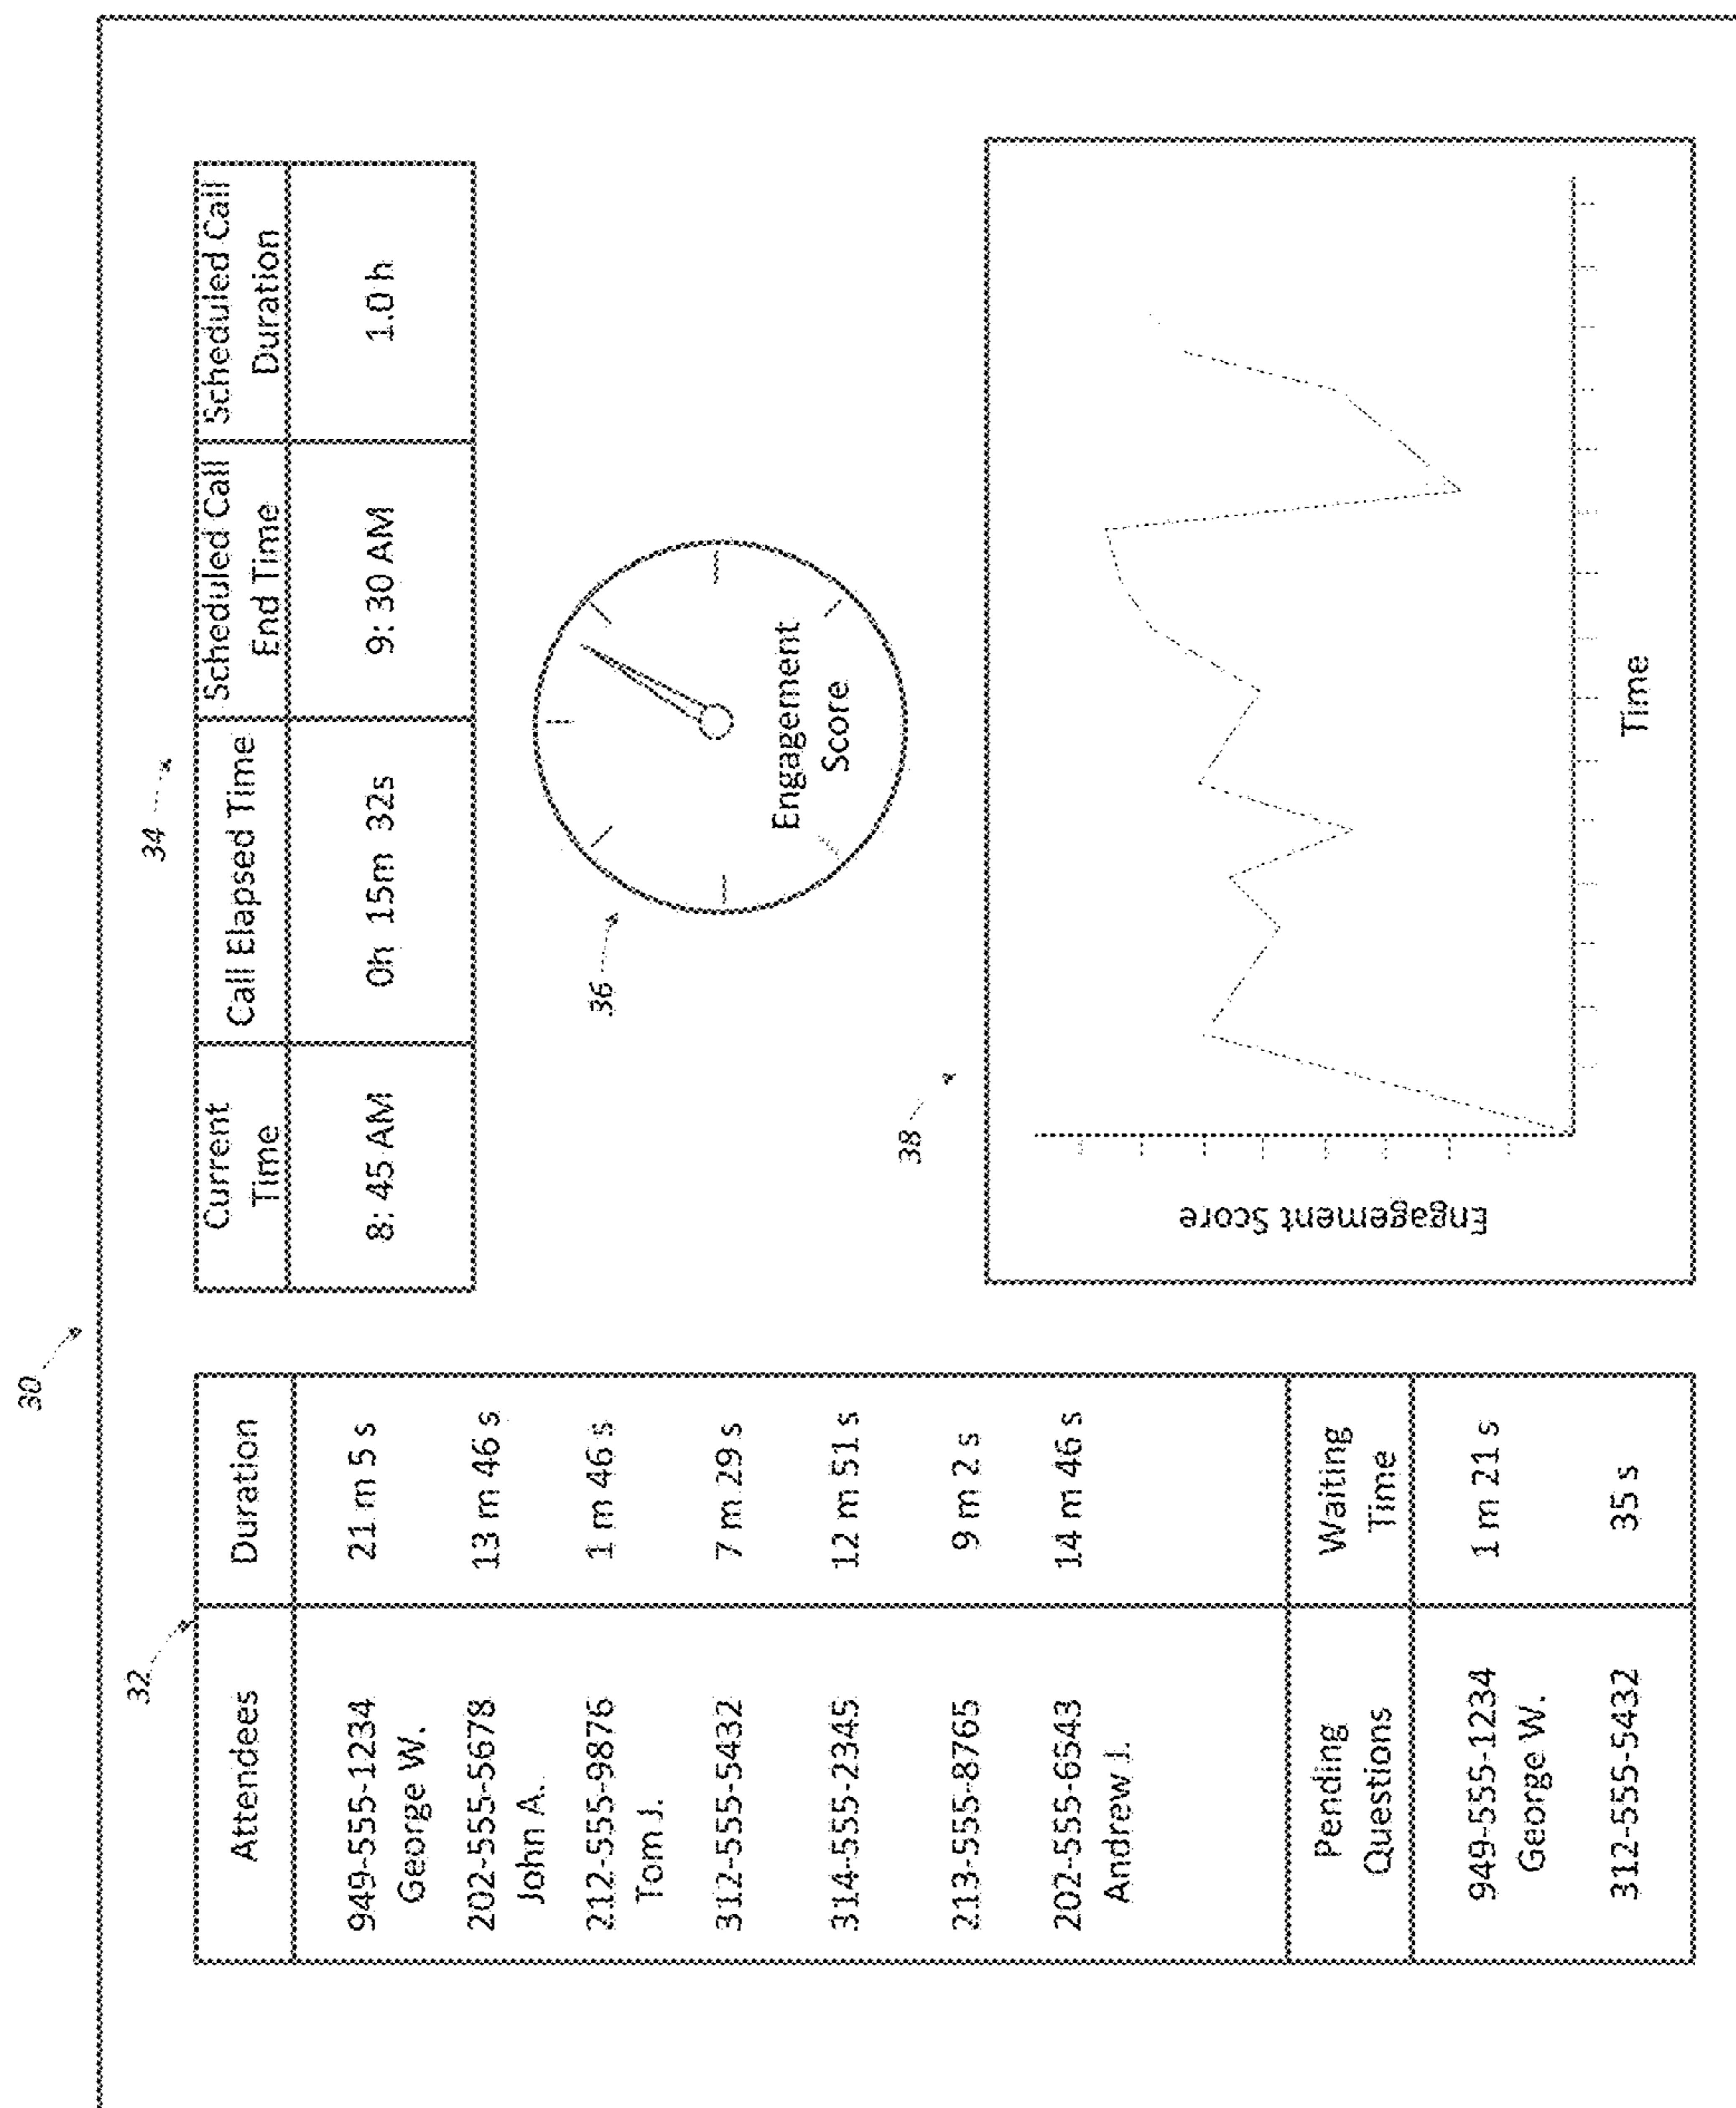 30
32
Attendees Duration
949-555-1234 21 m 5 s
George W.
202-555-5678 13 m 46 s
John A.
212-555-9876 1 m 46 s
Tom J.
312-555-5432 7 m 29 s
314-555-2345 12 m 51 s
213-555-8765 9 m 2 s
202-555-6543 14 m 46 s
Andrew J.
Pending Waiting
Questions Time
949-555-1234 1 m 21 s
George W.
312-555-5432 35 s
34
Current Call Elapsed Time Scheduled Call Scheduled Call
Time End Time Duration
8: 45 AM 0h 15m 32s 9: 30 AM 1.0 h
36
Engagement
Score
38
Engagement Score
Time